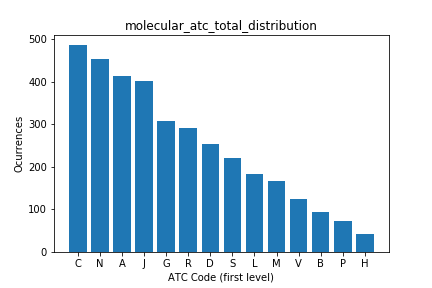 molecular_atc_total_distribution
500
400
300
200
100
0
Ocurrences
C N A J G R D S L M V B P H
ATC Code (first level)